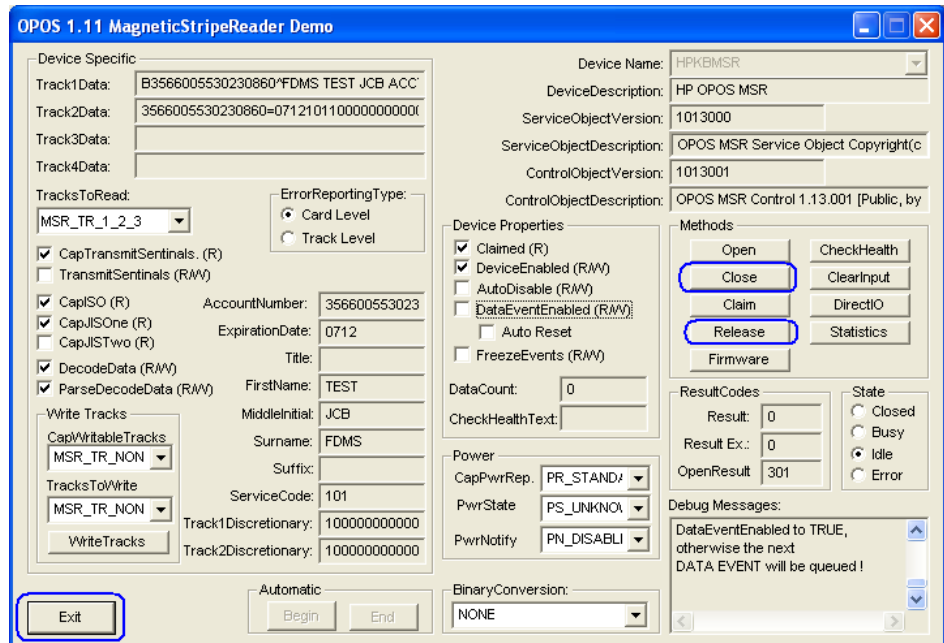 OPOS 1.11 MagneticStripeReader Demo
Device Specific
Track1Data: B3566005530230860^FDMS TEST JCB ACC
Track2Data: 3566005530230860=071210110000000000
Track3Data:
Track4Data:
TracksToRead:
MSR_TR_1_2_3
ErrorReportingType:
Card Level
Track Level
CapTransmitSentinals. (R)
TransmitSentinals (R/W)
CapISO (R)
CapJISOne (R)
CapJISTwo (R)
DecodeData (R/W)
ParseDecodeData (R/W)
Write Tracks
CapWritableTracks
MSR_TR_NON
TracksToWrite
MSR_TR_NON
WriteTracks
AccountNumber: 356600553023
ExpirationDate: 0712
Title:
FirstName: TEST
MiddleInitial: JCB
Surname: FDMS
Suffix:
ServiceCode: 101
Track1Discretionary: 100000000000
Track2Discretionary: 100000000000
Exit
Automatic
Begin
End
Device Name: HPKBMSR
DeviceDescription: HP OPOS MSR
ServiceObjectVersion: 1013000
ServiceObjectDescription: OPOS MSR Service Object Copyright(c
ControlObjectVersion: 1013001
ControlObjectDescription: OPOS MSR Control 1.13.001 [Public, by
Device Properties
Claimed (R)
DeviceEnabled (R/W)
AutoDisable (R/W)
DataEventEnabled (R/W)
Auto Reset
FreezeEvents (R/W)
DataCount: 0
CheckHealthText:
Power
CapPwrRep. PR_STANDA
PwrState PS_UNKNOV
PwrNotify PN_DISABLI
BinaryConversion:
NONE
Methods
Open CheckHealth
Close ClearInput
Claim DirectIO
Release Statistics
Firmware
ResultCodes
Result: 0
Result Ex.: 0
OpenResult 301
State
Closed
Busy
Idle
Error
Debug Messages:
DataEventEnabled to TRUE,
otherwise the next
DATA EVENT will be queued !